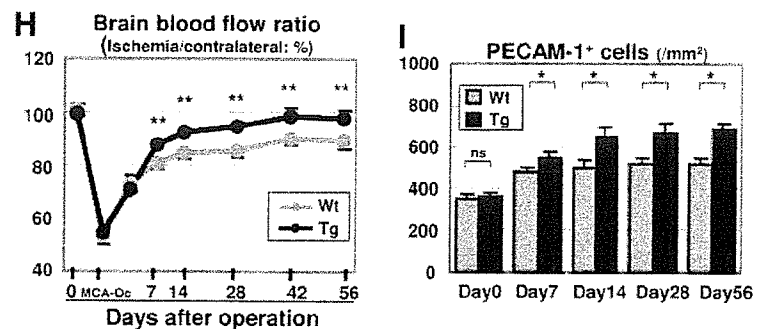 H
Brain blood flow ratio
(Ischemia/contralateral: %)
120
100
80
60
40
**
**
**
**
**
Wt
Tg
0 MCA-Oc 7 14 28 42 56
Days after operation
I
PECAM-1⁺ cells (/mm²)
1000
800
600
400
200
0
Wt
Tg
ns
*
*
*
*
Day0 Day7 Day14 Day28 Day56